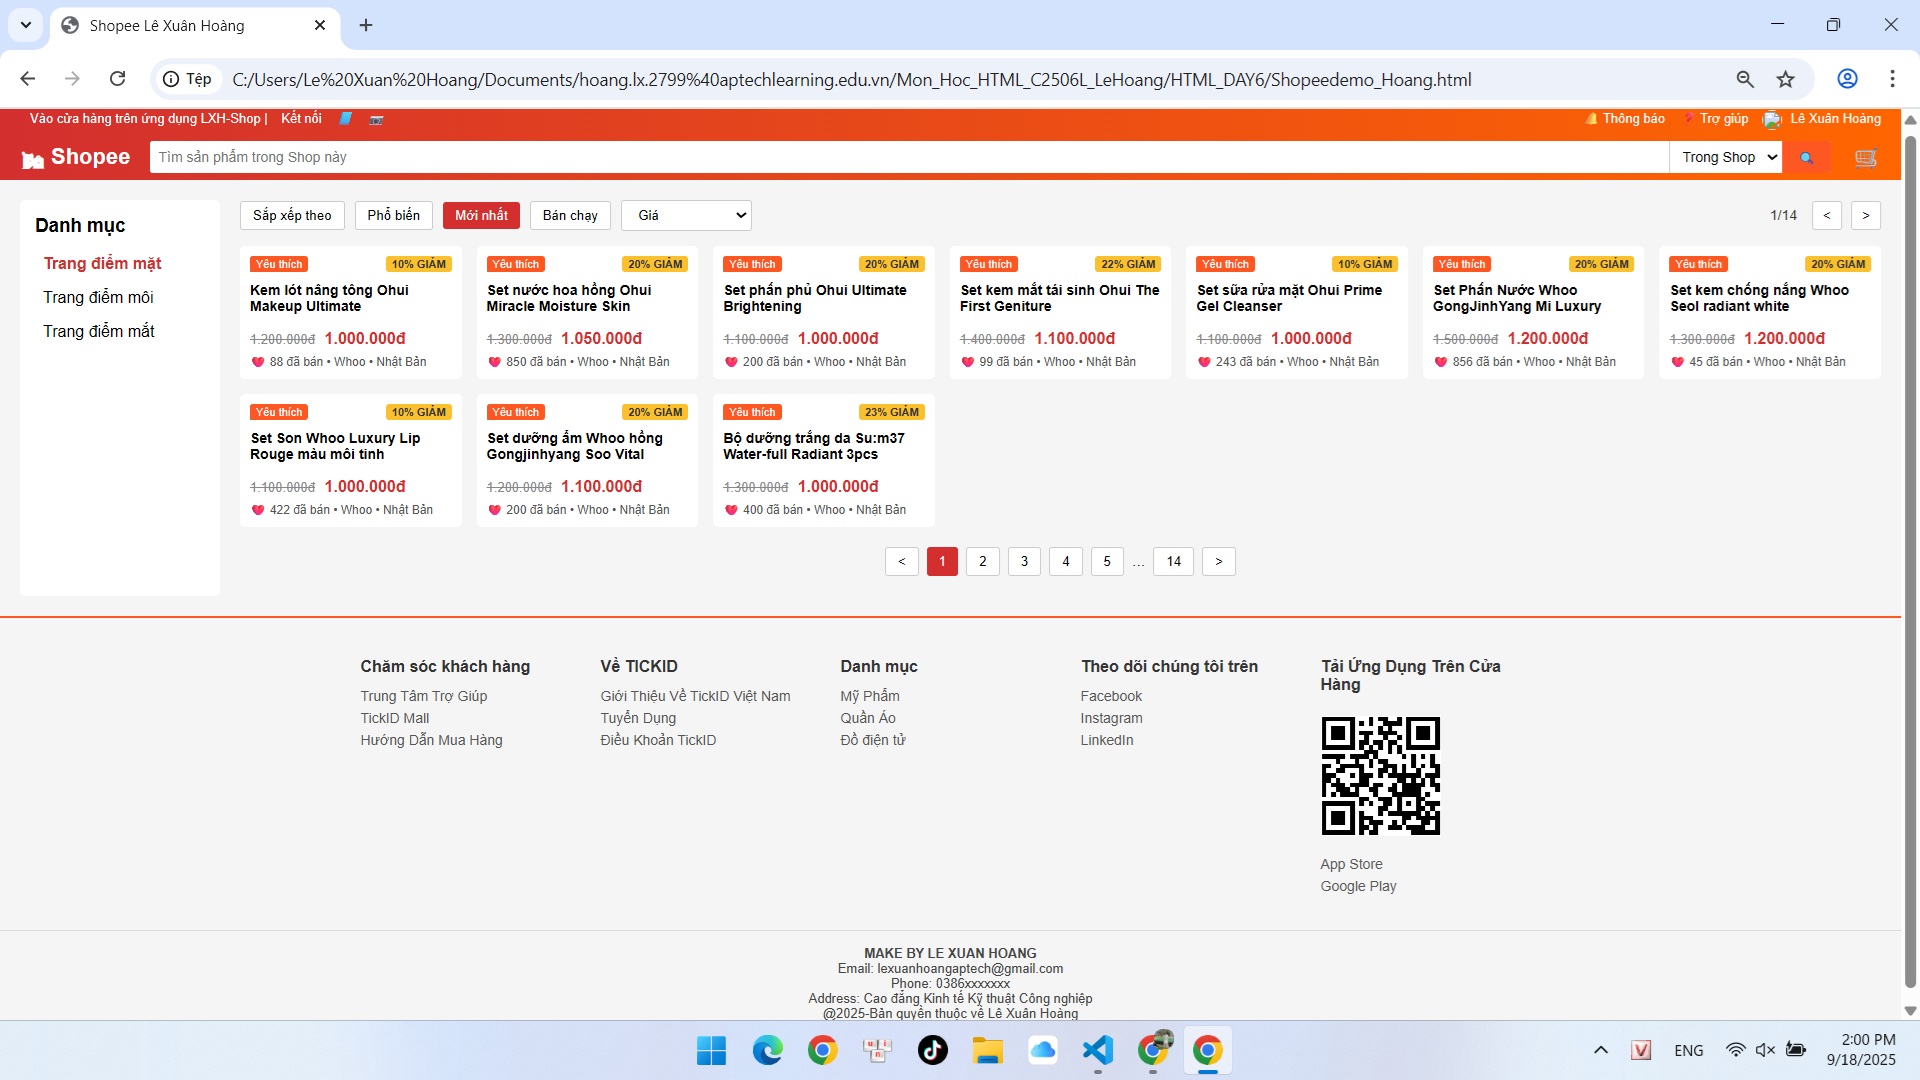 Shopee Lê Xuân Hoàng
Tệp
C:/Users/Le%20Xuan%20Hoang/Documents/hoang.lx.2799%40aptechlearning.edu.vn/Mon_Hoc_HTML_C2506L_LeHoang/HTML_DAY6/Shopeedemo_Hoang.html
Vào cửa hàng trên ứng dụng LXH-Shop | Kết nối
Thông báo Trợ giúp Lê Xuân Hoàng
Shopee
Tìm sản phẩm trong Shop này
Trong Shop
Danh mục
Trang điểm mặt
Trang điểm môi
Trang điểm mắt
Sắp xếp theo Phổ biến Mới nhất Bán chạy Giá
1/14 < >
Yêu thích 10% GIẢM
Kem lót nâng tông Ohui
Makeup Ultimate
1.200.000đ 1.000.000đ
88 đã bán • Whoo • Nhật Bản
Yêu thích 20% GIẢM
Set nước hoa hồng Ohui
Miracle Moisture Skin
1.300.000đ 1.050.000đ
850 đã bán • Whoo • Nhật Bản
Yêu thích 20% GIẢM
Set phấn phủ Ohui Ultimate
Brightening
1.100.000đ 1.000.000đ
200 đã bán • Whoo • Nhật Bản
Yêu thích 22% GIẢM
Set kem mắt tái sinh Ohui The
First Geniture
1.400.000đ 1.100.000đ
99 đã bán • Whoo • Nhật Bản
Yêu thích 10% GIẢM
Set sữa rửa mặt Ohui Prime
Gel Cleanser
1.100.000đ 1.000.000đ
243 đã bán • Whoo • Nhật Bản
Yêu thích 20% GIẢM
Set Phấn Nước Whoo
GongJinhYang Mi Luxury
1.500.000đ 1.200.000đ
856 đã bán • Whoo • Nhật Bản
Yêu thích 20% GIẢM
Set kem chống nắng Whoo
Seol radiant white
1.300.000đ 1.200.000đ
45 đã bán • Whoo • Nhật Bản
Yêu thích 10% GIẢM
Set Son Whoo Luxury Lip
Rouge màu môi tinh
1.100.000đ 1.000.000đ
422 đã bán • Whoo • Nhật Bản
Yêu thích 20% GIẢM
Set dưỡng ẩm Whoo hồng
Gongjinhyang Soo Vital
1.200.000đ 1.100.000đ
200 đã bán • Whoo • Nhật Bản
Yêu thích 23% GIẢM
Bộ dưỡng trắng da Su:m37
Water-full Radiant 3pcs
1.300.000đ 1.000.000đ
400 đã bán • Whoo • Nhật Bản
< 1 2 3 4 5 ... 14 >
Chăm sóc khách hàng
Trung Tâm Trợ Giúp
TickID Mall
Hướng Dẫn Mua Hàng
Về TICKID
Giới Thiệu Về TickID Việt Nam
Tuyển Dụng
Điều Khoản TickID
Danh mục
Mỹ Phẩm
Quần Áo
Đồ điện tử
Theo dõi chúng tôi trên
Facebook
Instagram
LinkedIn
Tải Ứng Dụng Trên Cửa
Hàng
App Store
Google Play
MAKE BY LE XUAN HOANG
Email: lexuanhoangaptech@gmail.com
Phone: 0386xxxxxxx
Address: Cao đẳng Kinh tế Kỹ thuật Công nghiệp
@2025-Bản quyền thuộc về Lê Xuân Hoàng
ENG
2:00 PM
9/18/2025